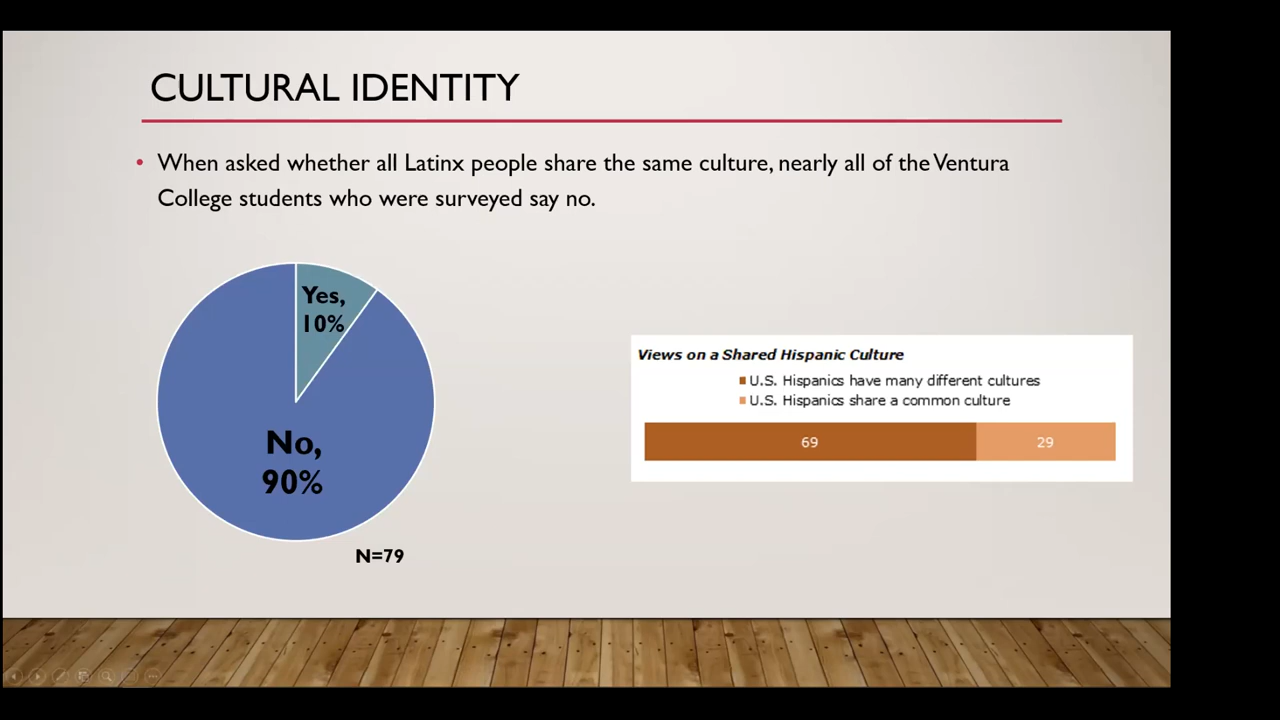 CULTURAL IDENTITY
• When asked whether all Latinx people share the same culture, nearly all of the Ventura
College students who were surveyed say no.
Yes,
10%
No,
90%
N=79
Views on a Shared Hispanic Culture
U.S. Hispanics have many different cultures
U.S. Hispanics share a common culture
69 29